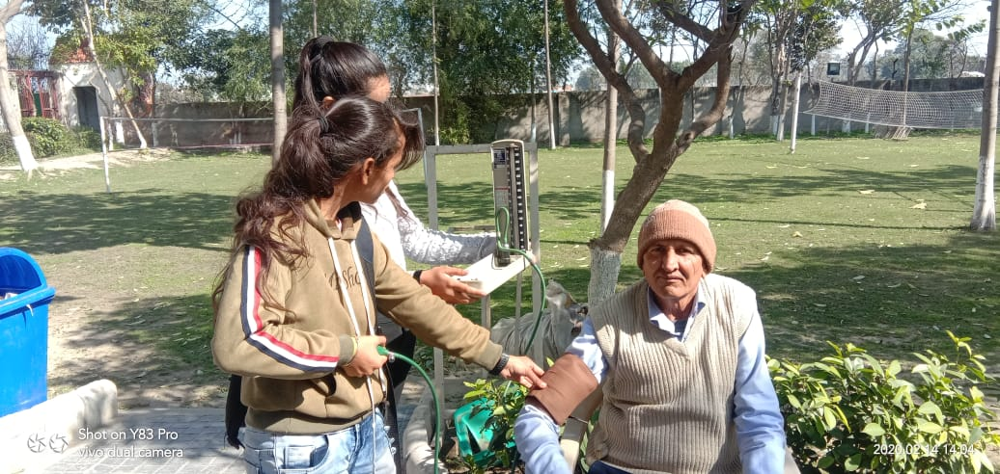 Shot on Y83 Pro
vivo dual camera
2020.02.14 14:04